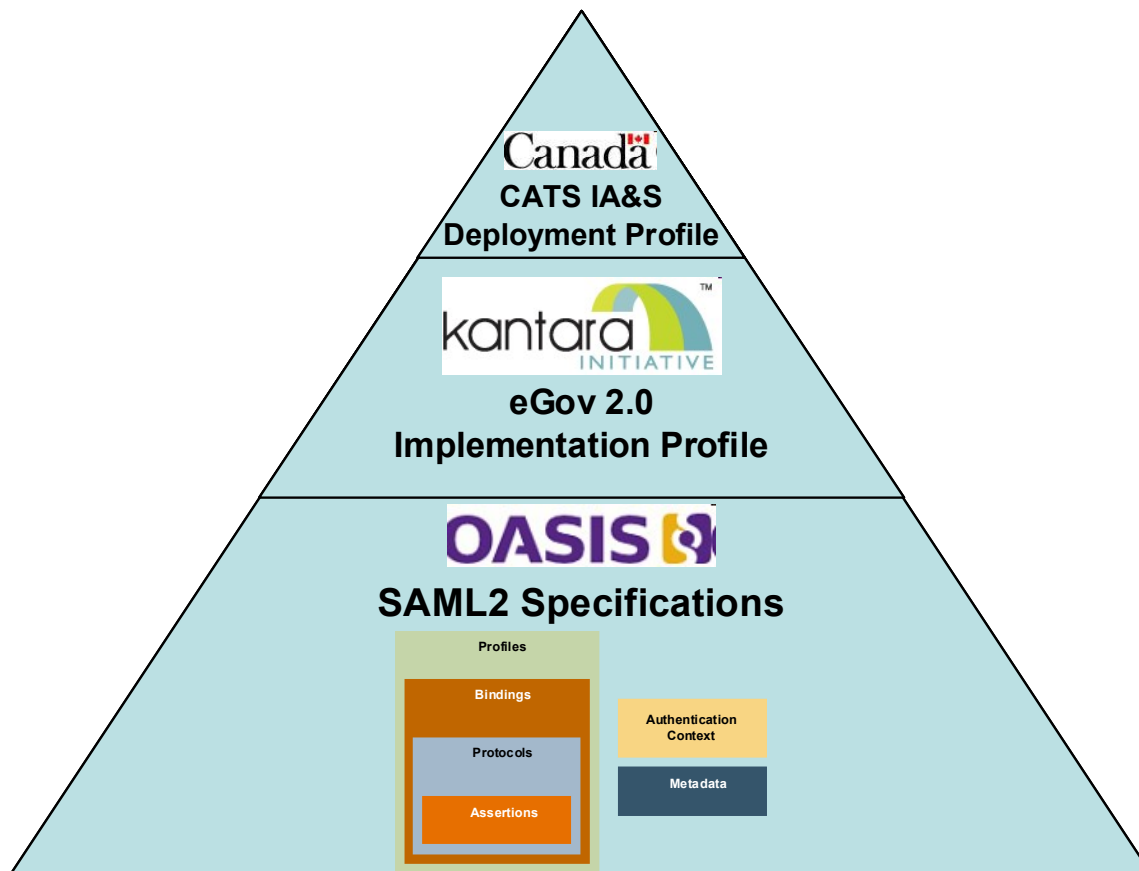 Canada
CATS IA&S
Deployment Profile
kantara
TM
INITIATIVE
eGov 2.0
Implementation Profile
OASIS
SAML2 Specifications
Profiles
Bindings
Protocols
Assertions
Authentication
Context
Metadata